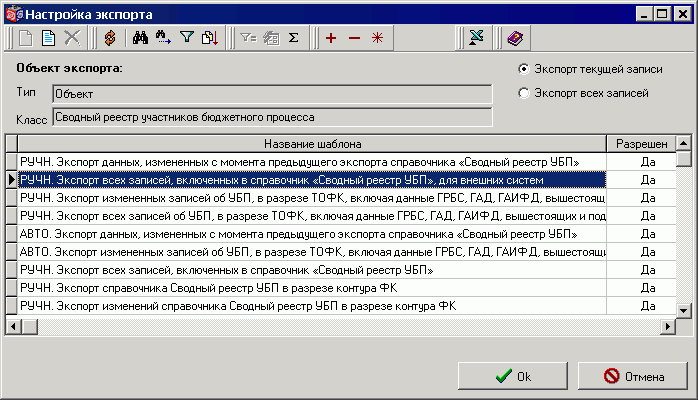 Настройка экспорта
Объект экспорта:
Экспорт текущей записи
Тип
Объект
Экспорт всех записей
Класс
Сводный реестр участников бюджетного процесса
Название шаблона
Разрешен
РУЧН. Экспорт данных, измененных с момента предыдущего экспорта справочника «Сводный реестр УБП»
Да
РУЧН. Экспорт всех записей, включенных в справочник «Сводный реестр УБП», для внешних систем
Да
РУЧН. Экспорт измененных записей об УБП, в разрезе ТОФК, включая данные ГРБС, ГАД, ГАИФД, вышестоящ
Да
РУЧН. Экспорт всех записей об УБП, в разрезе ТОФК, включая данные ГРБС, ГАД, ГАИФД, вышестоящих и под
Да
АВТО. Экспорт данных, измененных с момента предыдущего экспорта справочника «Сводный реестр УБП»
Да
АВТО. Экспорт измененных записей об УБП, в разрезе ТОФК, включая данные ГРБС, ГАД, ГАИФД, вышестоящи
Да
РУЧН. Экспорт всех записей, включенных в справочник «Сводный реестр УБП»
Да
РУЧН. Экспорт справочника Сводный реестр УБП в разрезе контура ФК
Да
РУЧН. Экспорт изменений справочника Сводный реестр УБП в разрезе контура ФК
Да
Ok
Отмена